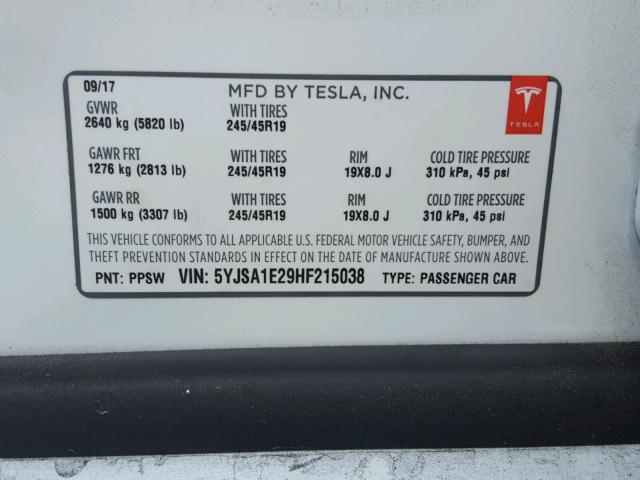 09/17 MFD BY TESLA, INC.
GVWR WITH TIRES
2640 kg (5820 lb) 245/45R19
TESLA
GAWR FRT WITH TIRES RIM COLD TIRE PRESSURE
1276 kg (2813 lb) 245/45R19 19X8.0 J 310 kPa, 45 psi
GAWR RR WITH TIRES RIM COLD TIRE PRESSURE
1500 kg (3307 lb) 245/45R19 19X8.0 J 310 kPa, 45 psi
THIS VEHICLE CONFORMS TO ALL APPLICABLE U.S. FEDERAL MOTOR VEHICLE SAFETY, BUMPER, AND
THEFT PREVENTION STANDARDS IN EFFECT ON THE DATE OF MANUFACTURE SHOWN ABOVE.
PNT: PPSW VIN: 5YJSA1E29HF215038 TYPE: PASSENGER CAR